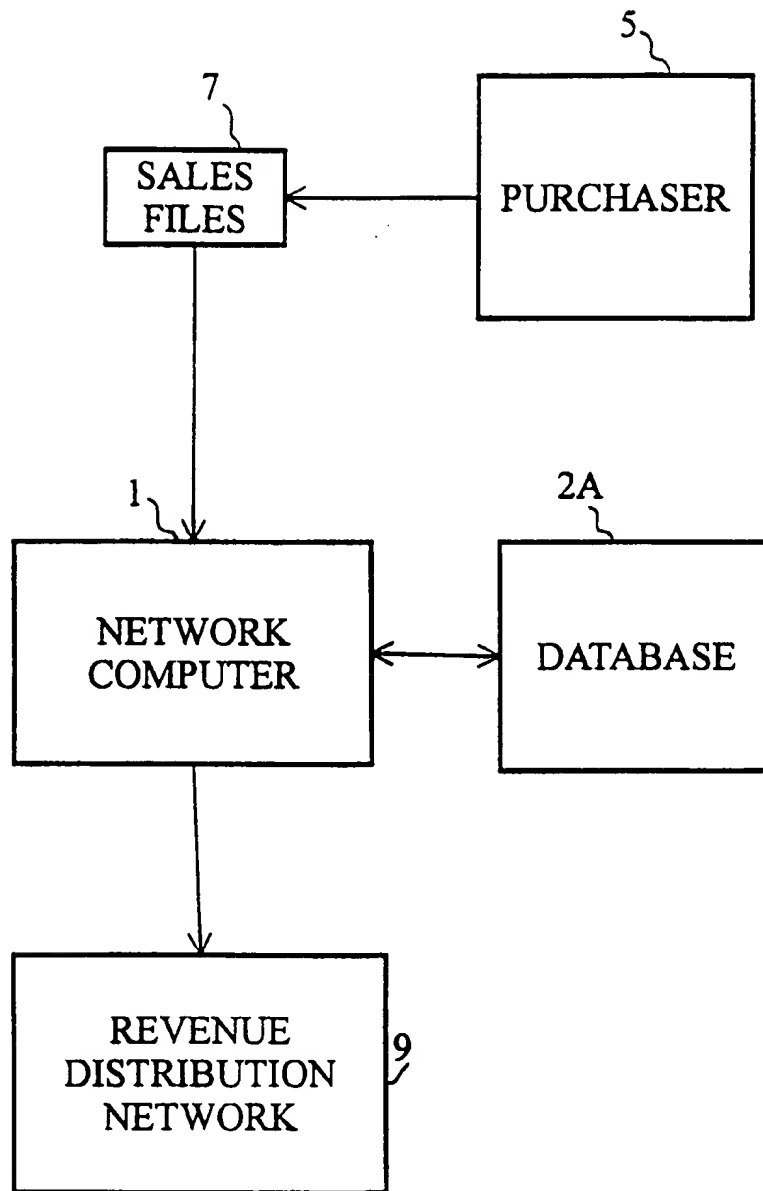 5
7
SALES
FILES
PURCHASER
1
2A
NETWORK
COMPUTER
DATABASE
REVENUE
DISTRIBUTION
NETWORK
9